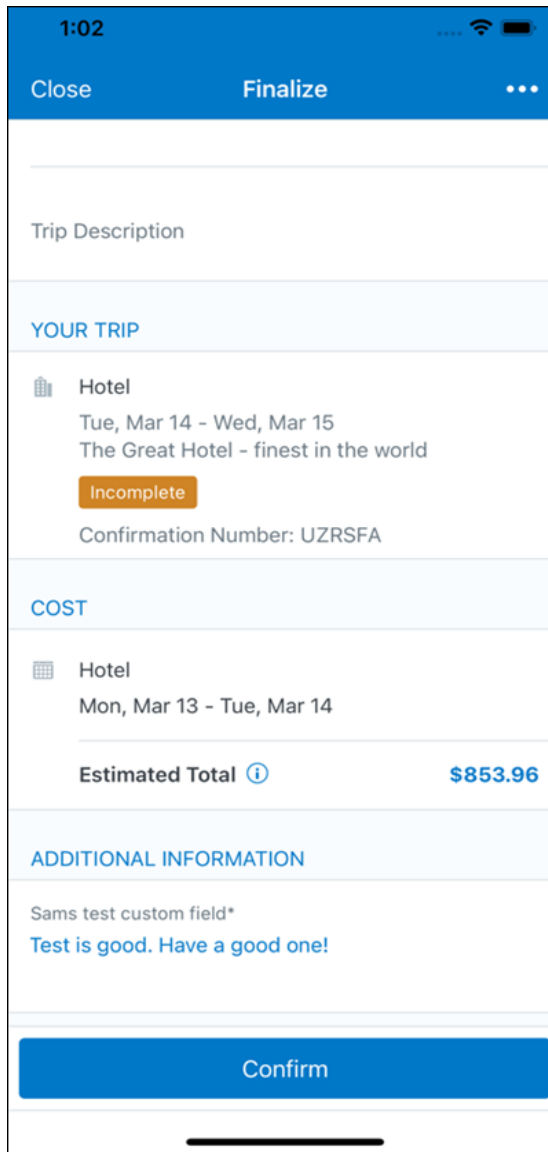 1:02
Close
Finalize
Trip Description
YOUR TRIP
Hotel
Tue, Mar 14 - Wed, Mar 15
The Great Hotel - finest in the world
Incomplete
Confirmation Number: UZRSFA
COST
Hotel
Mon, Mar 13 - Tue, Mar 14
Estimated Total $853.96
ADDITIONAL INFORMATION
Sams test custom field*
Test is good. Have a good one!
Confirm